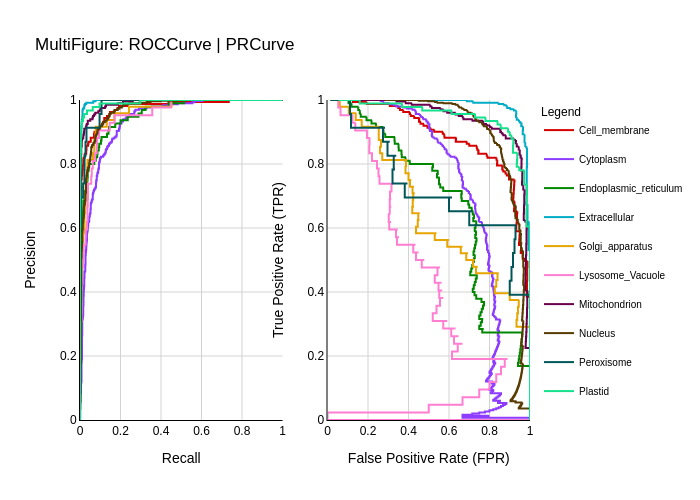 MultiFigure: ROCCurve | PRCurve
Precision
1
0.8
0.6
0.4
0.2
0
0 0.2 0.4 0.6 0.8 1
Recall
True Positive Rate (TPR)
1
0.8
0.6
0.4
0.2
0
0 0.2 0.4 0.6 0.8 1
False Positive Rate (FPR)
Legend
Cell_membrane
Cytoplasm
Endoplasmic_reticulum
Extracellular
Golgi_apparatus
Lysosome_Vacuole
Mitochondrion
Nucleus
Peroxisome
Plastid